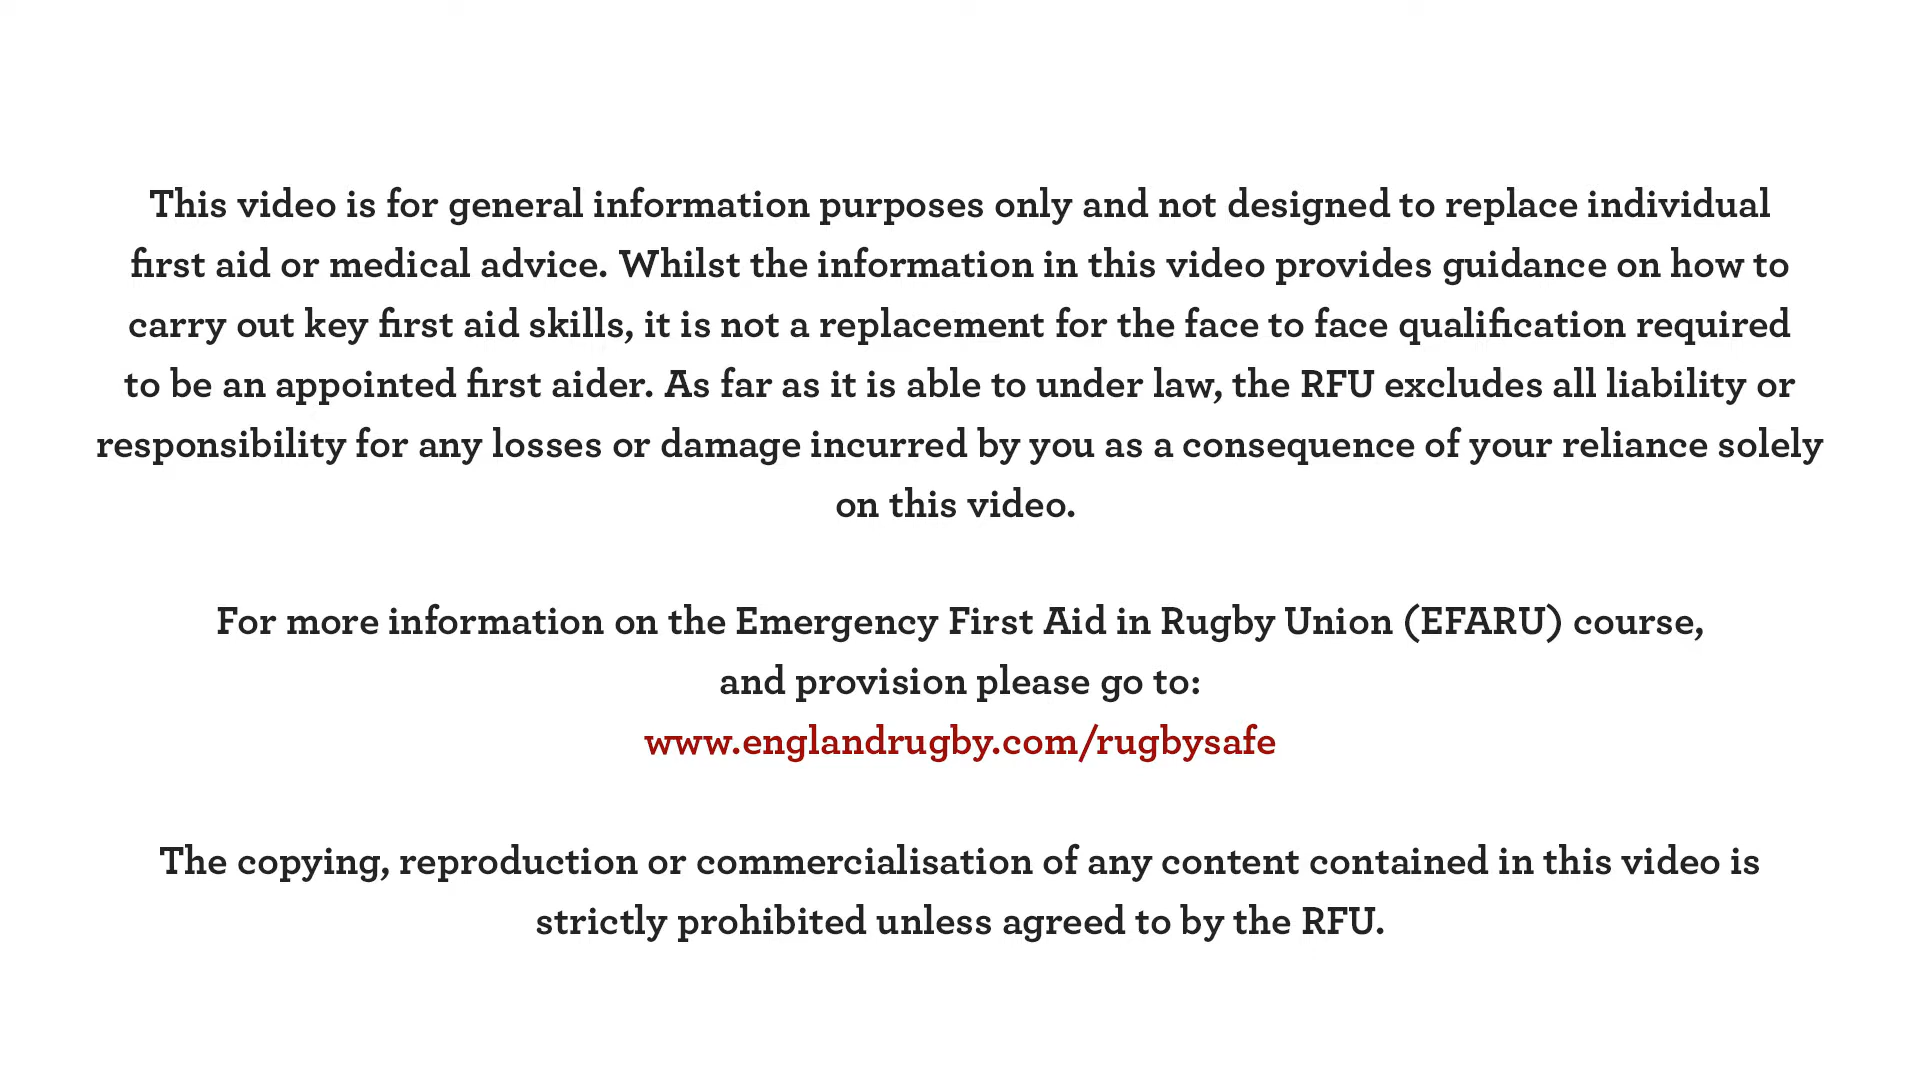 This video is for general information purposes only and not designed to replace individual
first aid or medical advice. Whilst the information in this video provides guidance on how to
carry out key first aid skills, it is not a replacement for the face to face qualification required
to be an appointed first aider. As far as it is able to under law, the RFU excludes all liability or
responsibility for any losses or damage incurred by you as a consequence of your reliance solely
on this video.
For more information on the Emergency First Aid in Rugby Union (EFARU) course,
and provision please go to:
www.englandrugby.com/rugbysafe
The copying, reproduction or commercialisation of any content contained in this video is
strictly prohibited unless agreed to by the RFU.